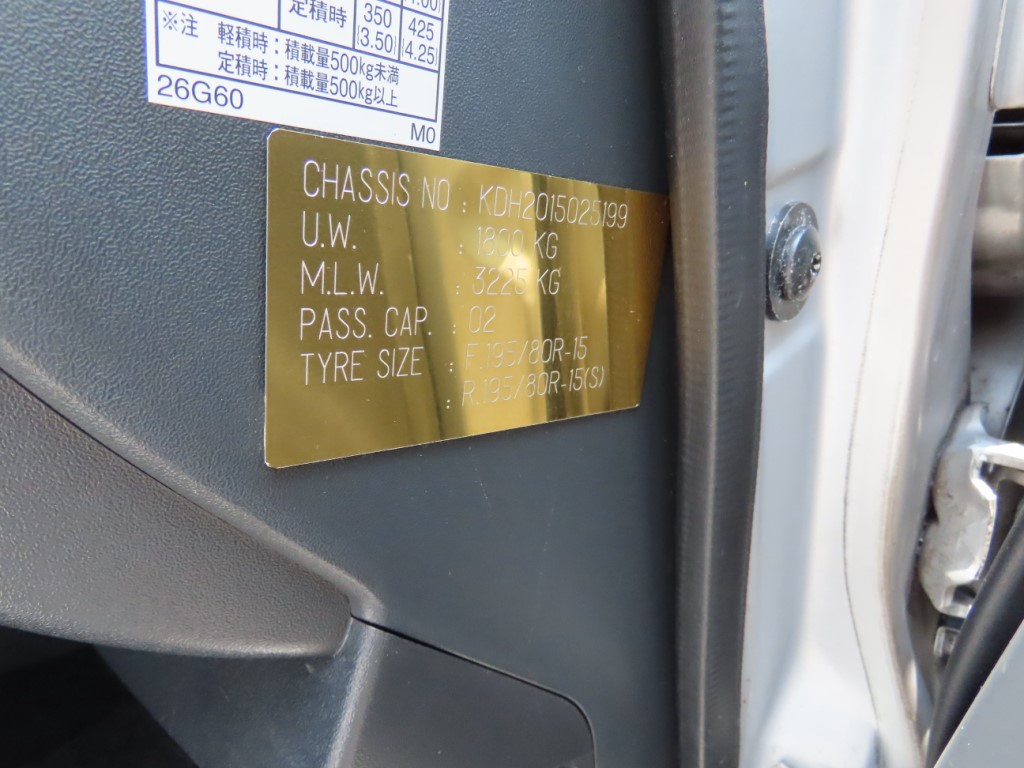 定積時 350 425
(3.50) (4.25)
※注 軽積時：積載量500kg未満
定積時：積載量500kg以上
26G60
M0
CHASSIS NO : KDH2015025199
U.W. : 1830 KG
M.L.W. : 3225 KG
PASS. CAP. : 02
TYRE SIZE : F.195/80R-15
: R.195/80R-15(S)